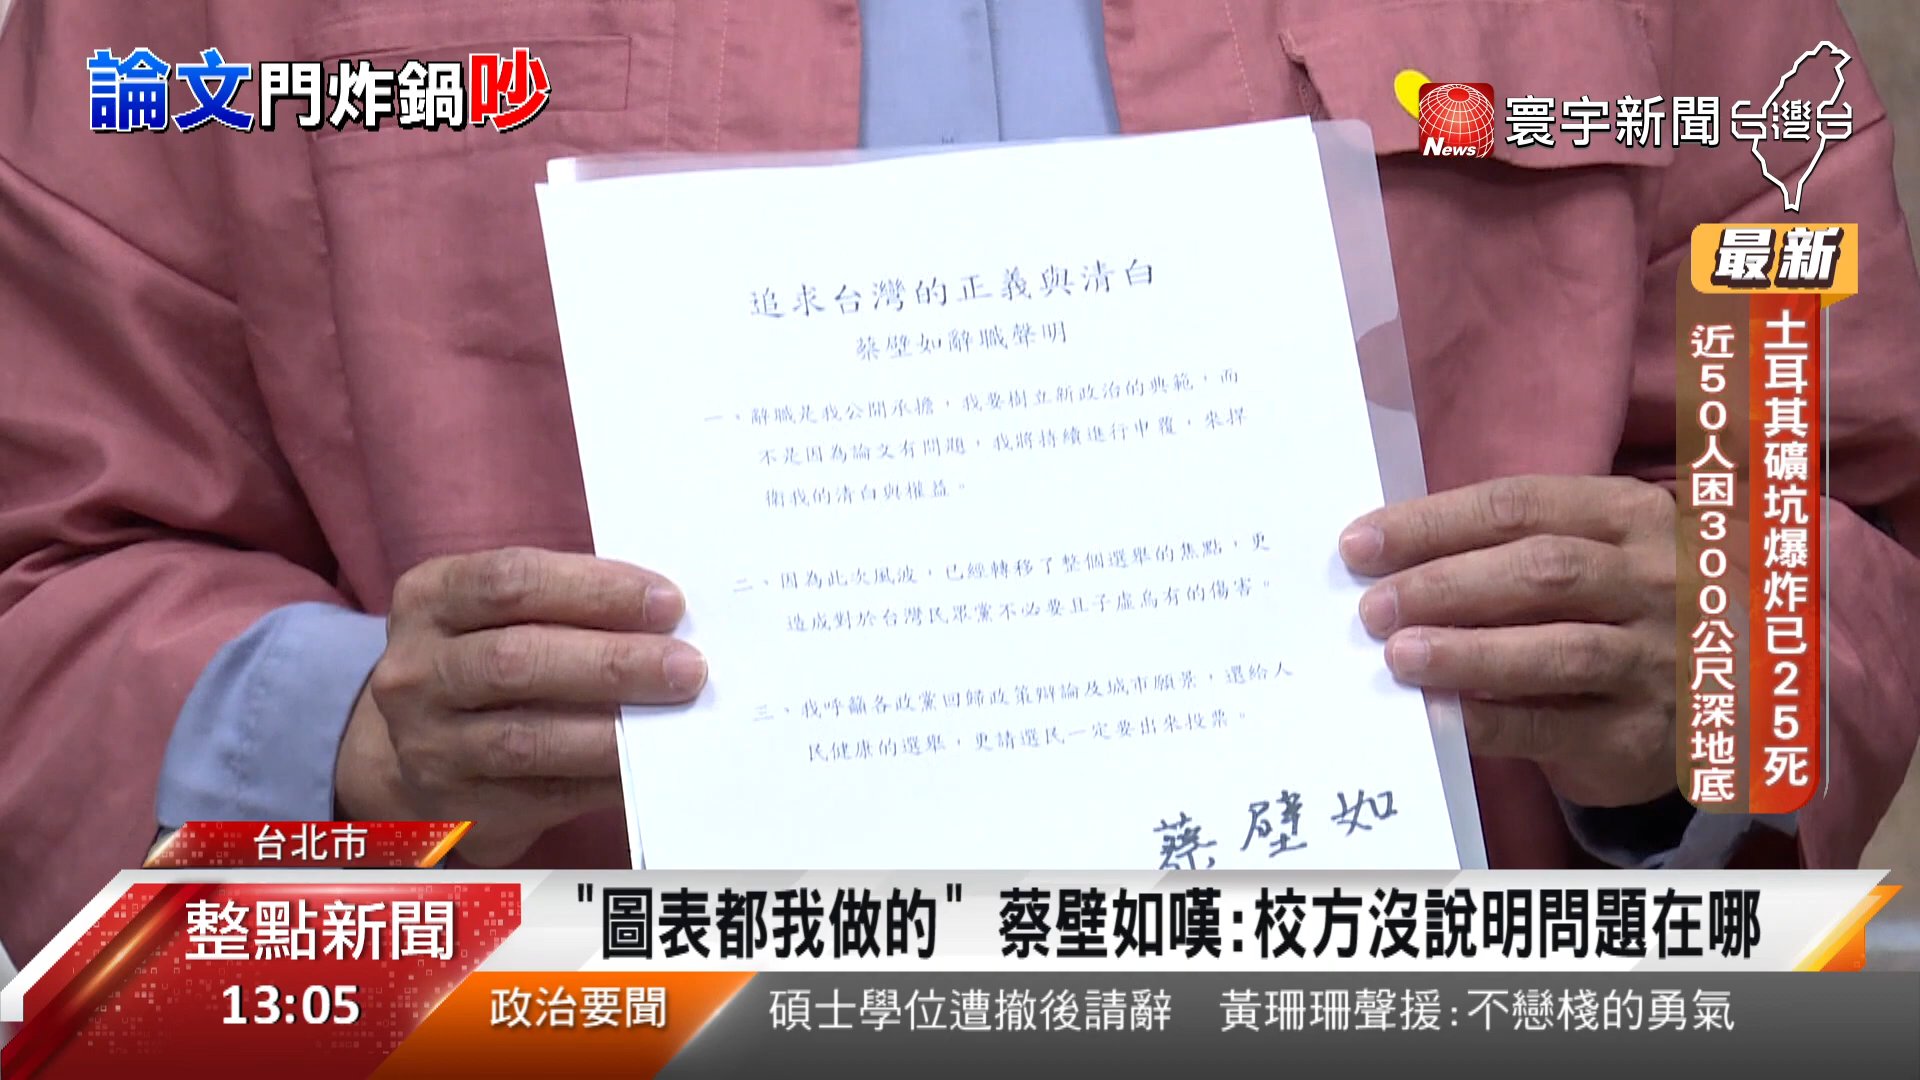 論文門炸鍋吵
News
寰宇新聞
台灣
最新
土耳其礦坑爆炸已25死
近50人困300公尺深地底
追求台灣的正義與清白
蔡壁如辭職聲明
一、辭職是我公開承擔，我要樹立新政治的典範，而
不是因為論文有問題，我將持續進行申覆，來捍
衛我的清白與權益。
二、因為此次風波，已經轉移了整個選舉的焦點，更
造成對於台灣民眾黨不必要且子虛烏有的傷害。
三、我呼籲各政黨回歸政策辯論及城市願景，還給人
民健康的選舉，更請選民一定要出來投票。
蔡壁如
台北市
整點新聞
"圖表都我做的" 蔡壁如嘆:校方沒說明問題在哪
13:05
政治要聞
碩士學位遭撤後請辭 黃珊珊聲援:不戀棧的勇氣